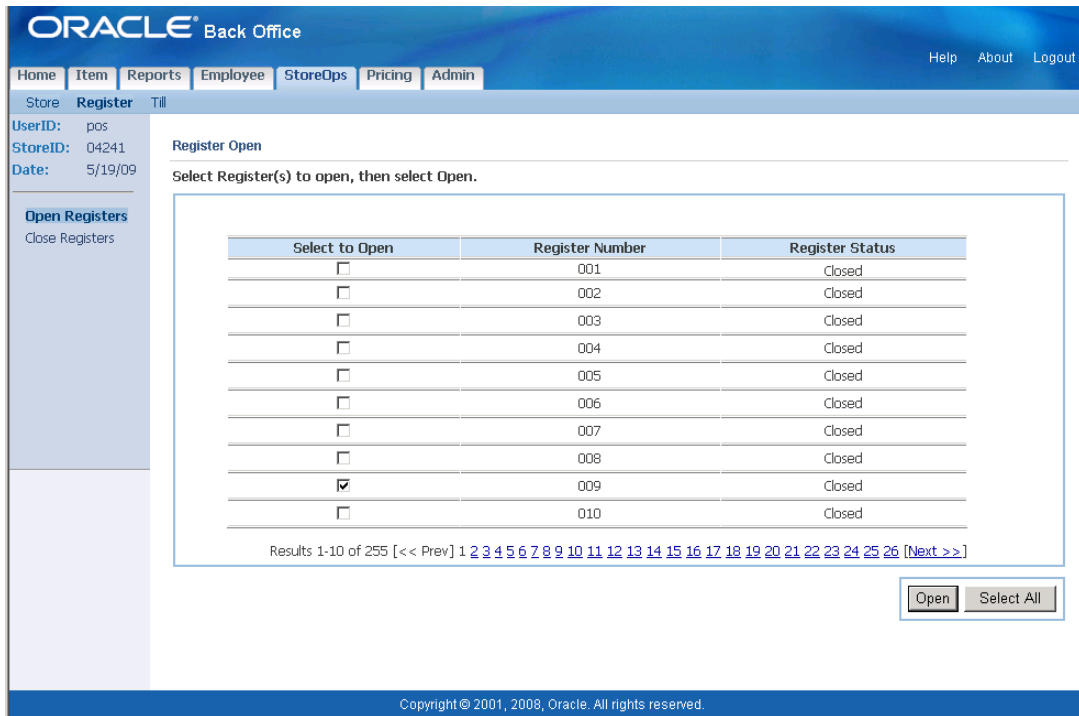 ORACLE® Back Office
Help About Logout
Home Item Reports Employee StoreOps Pricing Admin
Store Register Till
UserID: pos
StoreID: 04241
Date: 5/19/09
Open Registers
Close Registers
Register Open
Select Register(s) to open, then select Open.
Select to Open Register Number Register Status
001 Closed
002 Closed
003 Closed
004 Closed
005 Closed
006 Closed
007 Closed
008 Closed
009 Closed
010 Closed
Results 1-10 of 255 [<< Prev] 1 2 3 4 5 6 7 8 9 10 11 12 13 14 15 16 17 18 19 20 21 22 23 24 25 26 [Next >>]
Open Select All
Copyright © 2001, 2008, Oracle. All rights reserved.